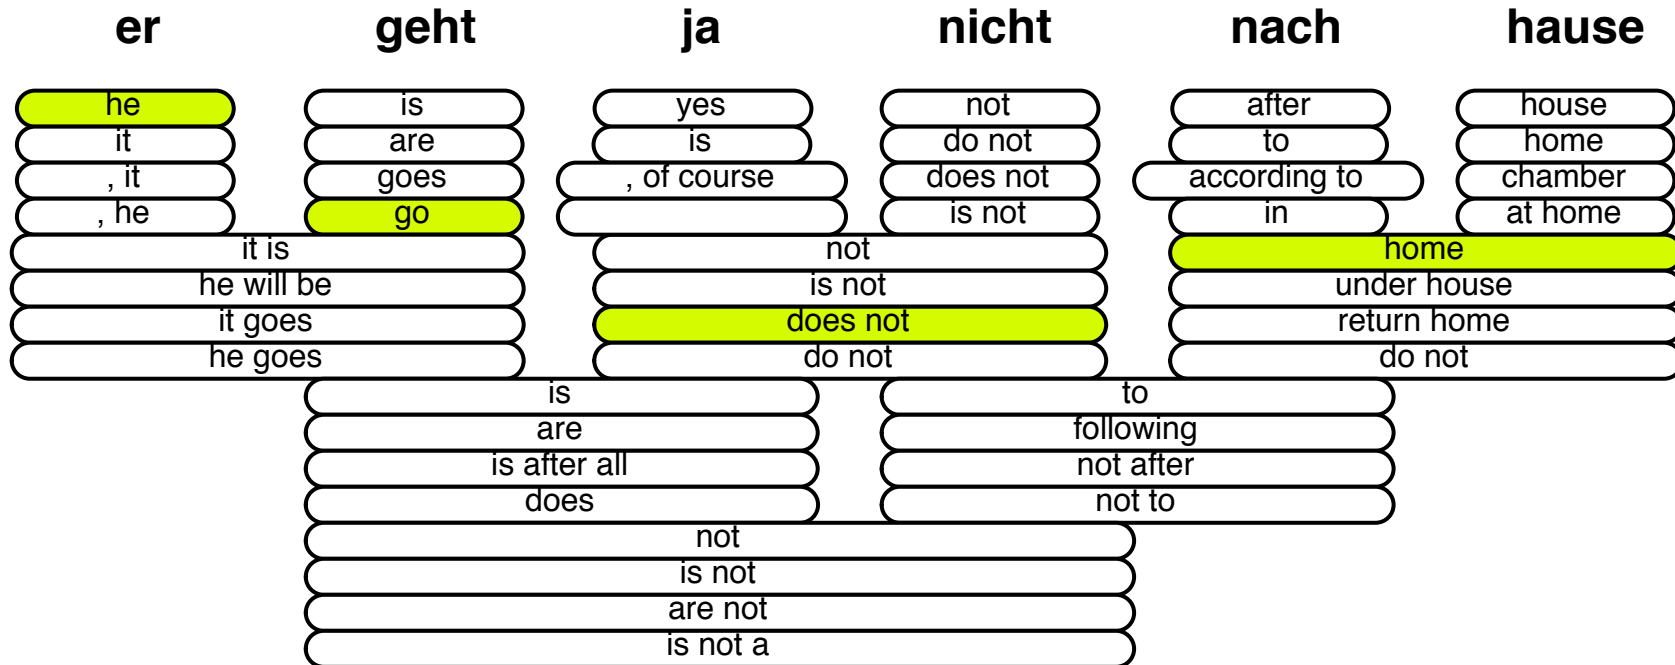 er geht ja nicht nach hause
he is yes not after house
it are is do not to home
, it goes , of course does not according to chamber
, he go is not in at home
it is not home
he will be is not under house
it goes does not return home
he goes do not do not
is to
are following
is after all not after
does not to
not
is not
are not
is not a